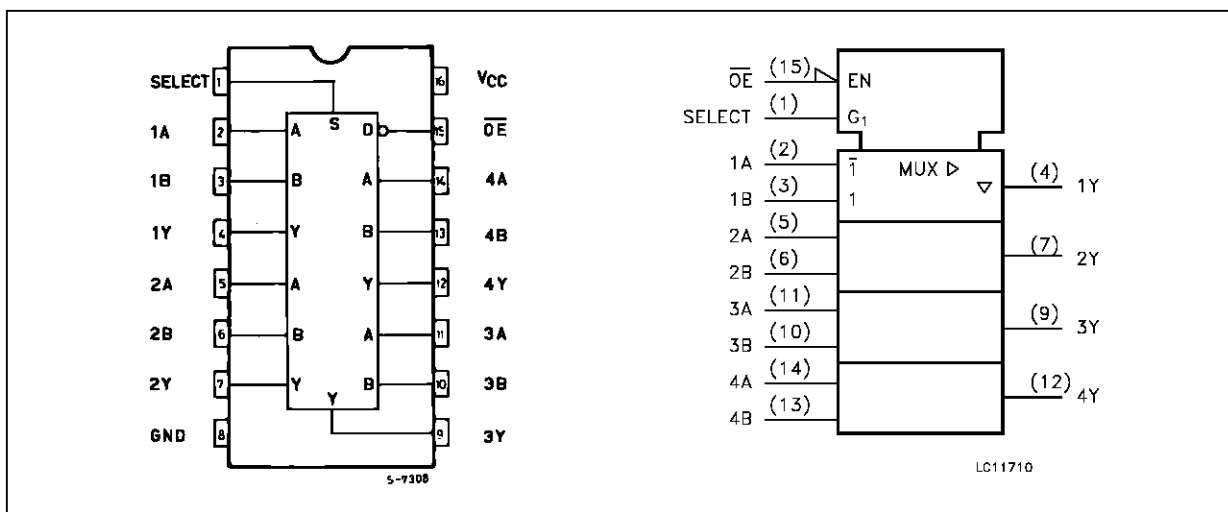 SELECT 1 16 VCC
S D
1A 2 A 15 O̅E̅
1B 3 B A 14 4A
1Y 4 Y B 13 4B
2A 5 A Y 12 4Y
2B 6 B A 11 3A
2Y 7 Y B 10 3B
Y
GND 8 9 3Y
S-7308
O̅E̅ (15) EN
SELECT (1) G1
1A (2) 1̅ MUX ▷ (4) 1Y
1B (3) 1 ▽
2A (5)
(7) 2Y
2B (6)
3A (11)
(9) 3Y
3B (10)
4A (14)
(12) 4Y
4B (13)
LC11710